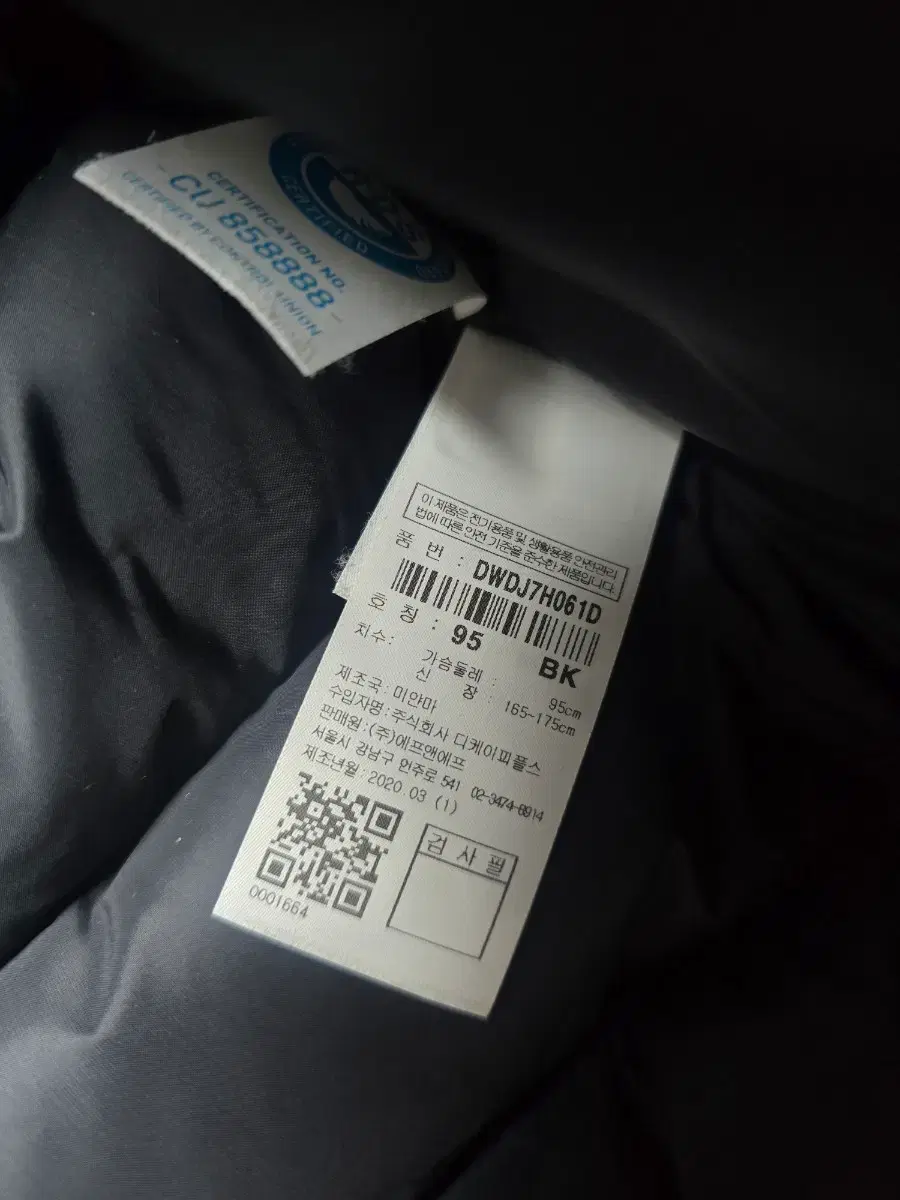 CERTIFIED
CERTIFICATION NO.
- CU 858888 -
CERTIFIED BY CONTROL UNION
이 제품은 전기용품 및 생활용품 안전관리
법에 따른 안전 기준을 준수한 제품입니다.
품 번 : DWDJ7H061D
호 칭 : 95 BK
치수: 가슴둘레 : 95cm
신 장 : 165-175cm
제조국 : 미얀마
수입자명 : 주식회사 디케이피플스
판매원 : (주)에프앤에프
서울시 강남구 언주로 541 02-3474-8914
제조년월 : 2020.03 (1)
0001664
검 사 필